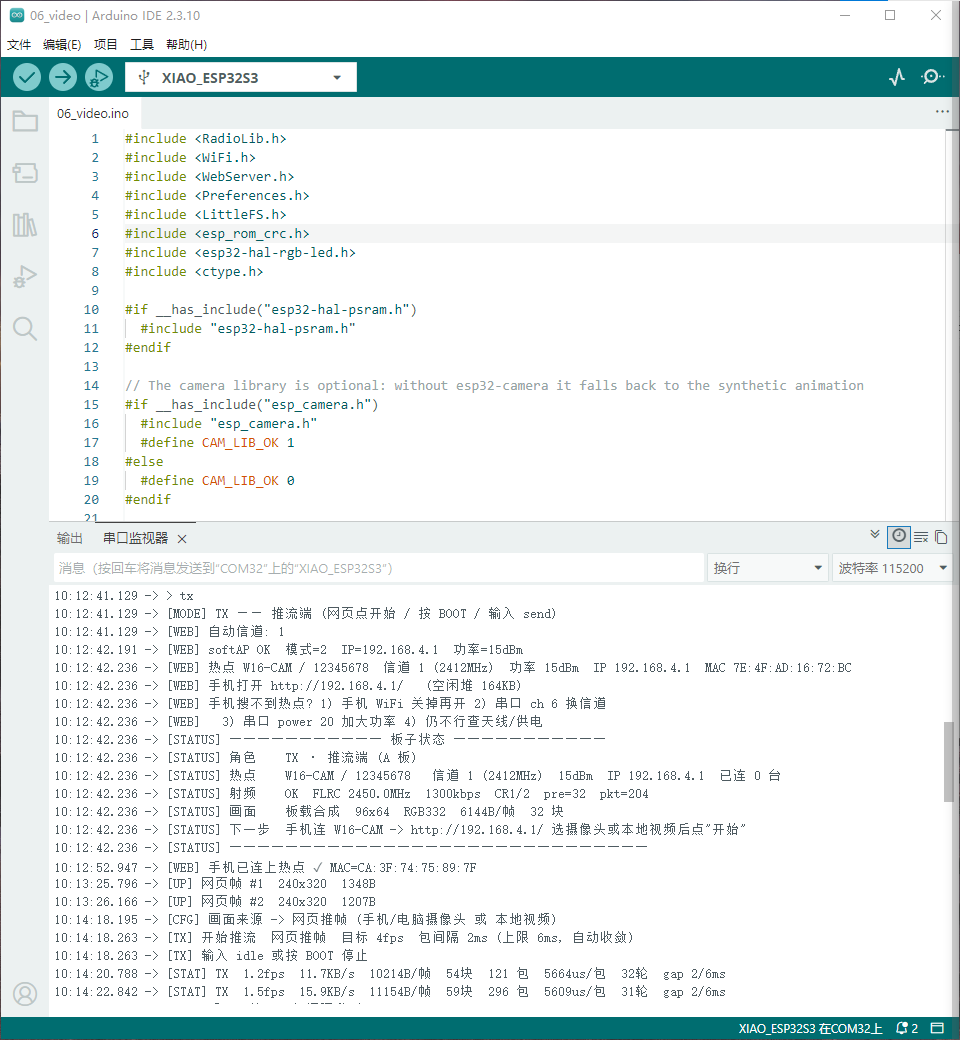 06_video | Arduino IDE 2.3.10
文件 编辑(E) 项目 工具 帮助(H)
XIAO_ESP32S3
06_video.ino
1 #include <RadioLib.h>
2 #include <WiFi.h>
3 #include <WebServer.h>
4 #include <Preferences.h>
5 #include <LittleFS.h>
6 #include <esp_rom_crc.h>
7 #include <esp32-hal-rgb-led.h>
8 #include <ctype.h>
9
10 #if __has_include("esp32-hal-psram.h")
11 #include "esp32-hal-psram.h"
12 #endif
13
14 // The camera library is optional: without esp32-camera it falls back to the synthetic animation
15 #if __has_include("esp_camera.h")
16 #include "esp_camera.h"
17 #define CAM_LIB_OK 1
18 #else
19 #define CAM_LIB_OK 0
20 #endif
21
输出 串口监视器
消息（按回车将消息发送到“COM32”上的“XIAO_ESP32S3”） 换行 波特率 115200
10:12:41.129 -> > tx
10:12:41.129 -> [MODE] TX —— 推流端 (网页点开始 / 按 BOOT / 输入 send)
10:12:41.129 -> [WEB] 自动信道: 1
10:12:42.191 -> [WEB] softAP OK 模式=2 IP=192.168.4.1 功率=15dBm
10:12:42.236 -> [WEB] 热点 W16-CAM / 12345678 信道 1 (2412MHz) 功率 15dBm IP 192.168.4.1 MAC 7E:4F:AD:16:72:BC
10:12:42.236 -> [WEB] 手机打开 http://192.168.4.1/ (空闲堆 164KB)
10:12:42.236 -> [WEB] 手机搜不到热点? 1) 手机 WiFi 关掉再开 2) 串口 ch 6 换信道
10:12:42.236 -> [WEB] 3) 串口 power 20 加大功率 4) 仍不行查天线/供电
10:12:42.236 -> [STATUS] ——————————— 板子状态 ———————————
10:12:42.236 -> [STATUS] 角色 TX · 推流端 (A 板)
10:12:42.236 -> [STATUS] 热点 W16-CAM / 12345678 信道 1 (2412MHz) 15dBm IP 192.168.4.1 已连 0 台
10:12:42.236 -> [STATUS] 射频 OK FLRC 2450.0MHz 1300kbps CR1/2 pre=32 pkt=204
10:12:42.236 -> [STATUS] 画面 板载合成 96x64 RGB332 6144B/帧 32 块
10:12:42.236 -> [STATUS] 下一步 手机连 W16-CAM -> http://192.168.4.1/ 选摄像头或本地视频后点"开始"
10:12:42.236 -> [STATUS] ——————————————————————————————
10:12:52.947 -> [WEB] 手机已连上热点 ✓ MAC=CA:3F:74:75:89:7F
10:13:25.796 -> [UP] 网页帧 #1 240x320 1348B
10:13:26.166 -> [UP] 网页帧 #2 240x320 1207B
10:14:18.195 -> [CFG] 画面来源 -> 网页推帧 (手机/电脑摄像头 或 本地视频)
10:14:18.263 -> [TX] 开始推流 网页推帧 目标 4fps 包间隔 2ms (上限 6ms, 自动收敛)
10:14:18.263 -> [TX] 输入 idle 或按 BOOT 停止
10:14:20.788 -> [STAT] TX 1.2fps 11.7KB/s 10214B/帧 54块 121 包 5664us/包 32轮 gap 2/6ms
10:14:22.842 -> [STAT] TX 1.5fps 15.9KB/s 11154B/帧 59块 296 包 5609us/包 31轮 gap 2/6ms
XIAO_ESP32S3 在COM32上 2